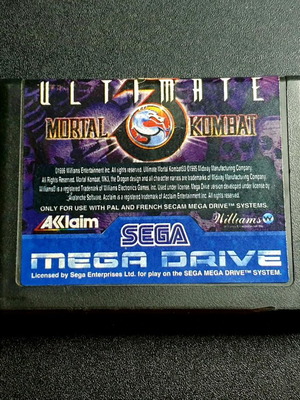 ULTIMATE
MORTAL 3 KOMBAT
©1996 Williams Entertainment Inc. All rights reserved. Ultimate Mortal Kombat3 ©1995 Midway Manufacturing Company.
All Rights Reserved. Mortal Kombat, MK3, the Dragon design and all character names are trademarks of Midway Manufacturing Company.
Williams® is a registered Trademark of Williams Electronics Games, Inc. Used under license. Mega Drive version developed under license by
Avalanche Software. Acclaim is a registered Trademark of Acclaim Entertainment. All rights reserved.
ONLY FOR USE WITH PAL AND FRENCH SECAM MEGA DRIVE™ SYSTEMS.
AKklaim
SEGA
Williams
MEGA DRIVE
Licensed by Sega Enterprises Ltd. for play on the SEGA MEGA DRIVE™ SYSTEM.